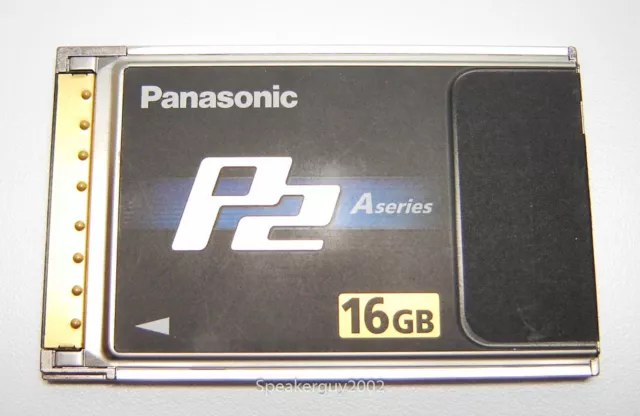 Panasonic
P2
A series
16GB
Speakerguy2002